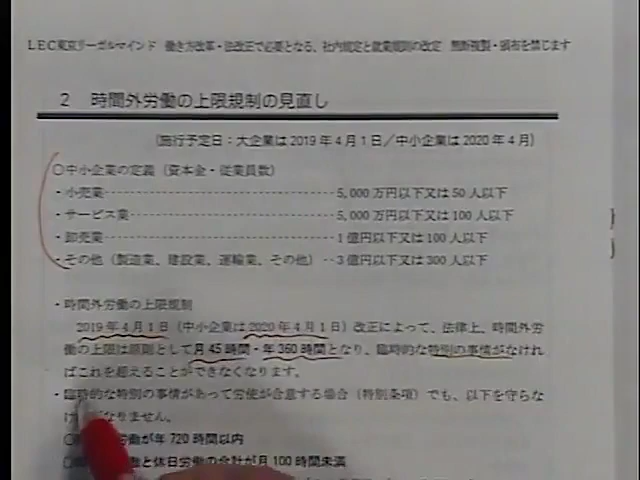 LEC東京リーガルマインド 働き方改革・法改正で必要となる、社内規定と就業規則の改定 無断複製・頒布を禁じます
2 時間外労働の上限規制の見直し
(施行予定日:大企業は2019年4月1日/中小企業は2020年4月)
○中小企業の定義(資本金・従業員数)
・小売業……………………………………5,000万円以下又は50人以下
・サービス業………………………………5,000万円以下又は100人以下
・卸売業……………………………………1億円以下又は100人以下
・その他(製造業、建設業、運輸業、その他)…3億円以下又は300人以下
・時間外労働の上限規制
2019年4月1日(中小企業は2020年4月1日)改正によって、法律上、時間外労
働の上限は原則として月45時間・年360時間となり、臨時的な特別の事情がなけれ
ばこれを超えることができなくなります。
・臨時的な特別の事情があって労使が合意する場合(特別条項)でも、以下を守らな
け なりません。
労働が年720時間以内
と休日労働の合計が月100時間未満